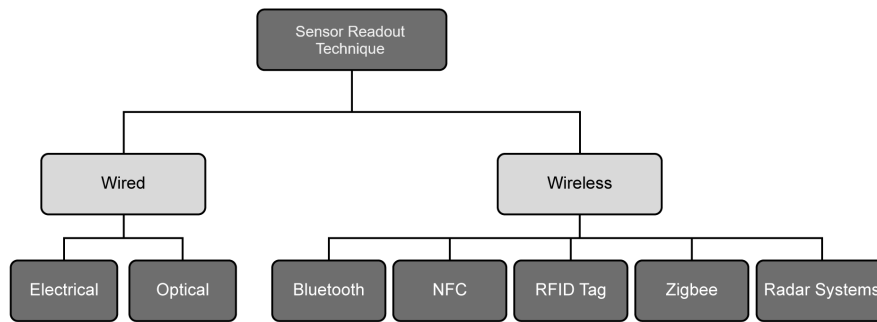 Sensor Readout
Technique
Wired
Wireless
Electrical
Optical
Bluetooth
NFC
RFID Tag
Zigbee
Radar Systems